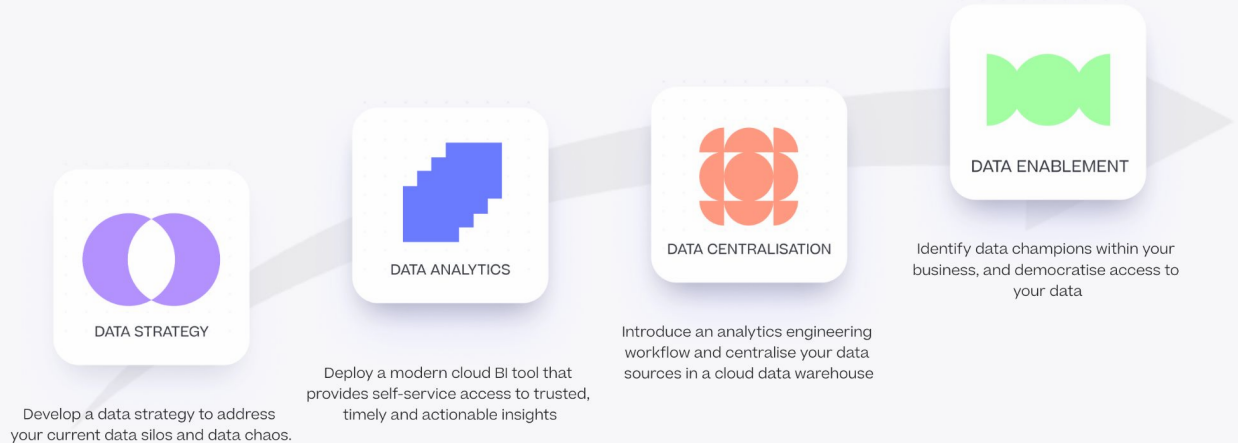 DATA STRATEGY
Develop a data strategy to address
your current data silos and data chaos.
DATA ANALYTICS
Deploy a modern cloud BI tool that
provides self-service access to trusted,
timely and actionable insights
DATA CENTRALISATION
Introduce an analytics engineering
workflow and centralise your data
sources in a cloud data warehouse
DATA ENABLEMENT
Identify data champions within your
business, and democratise access to
your data